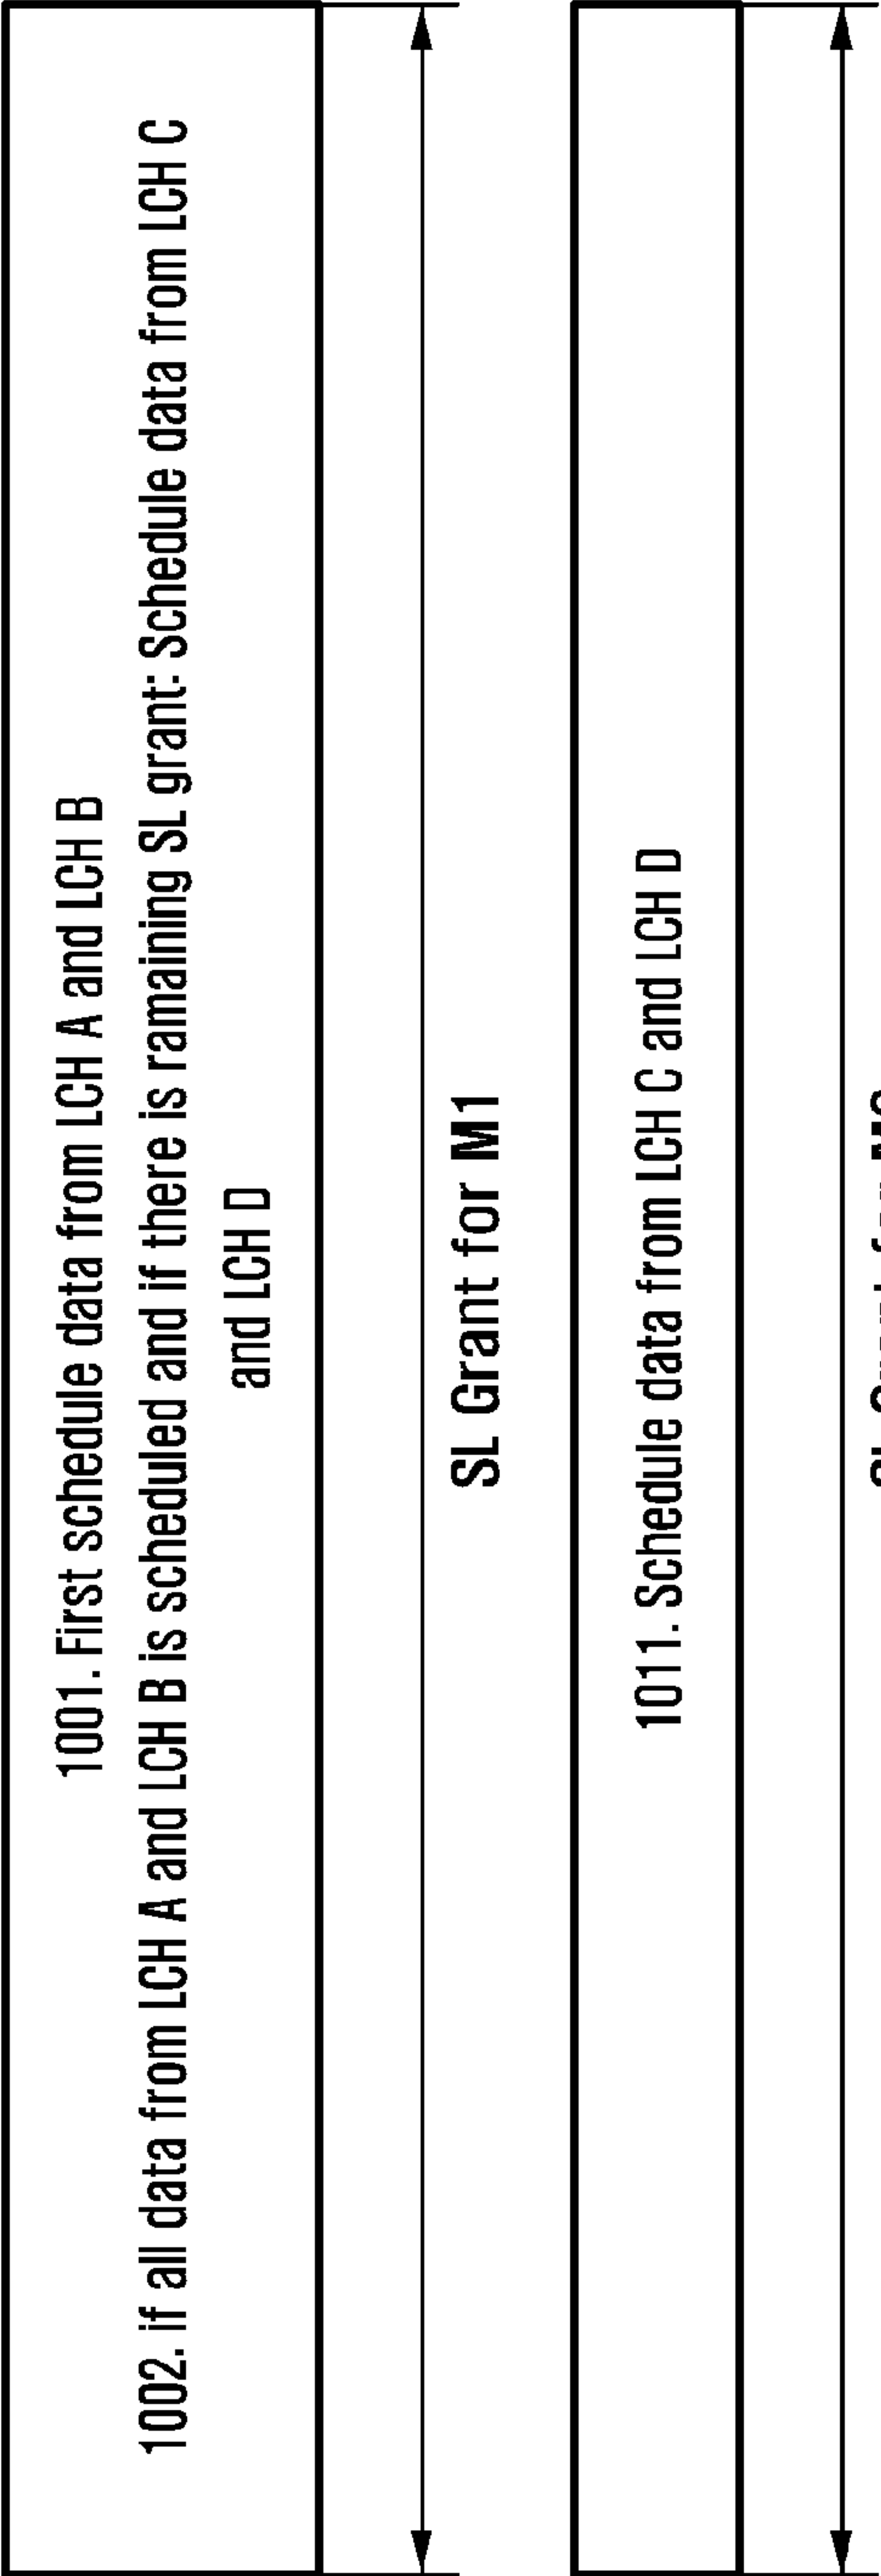 1001. First schedule data from LCH A and LCH B
1002. if all data from LCH A and LCH B is scheduled and if there is ramaining SL grant: Schedule data from LCH C
and LCH D
SL Grant for M1
1011. Schedule data from LCH C and LCH D